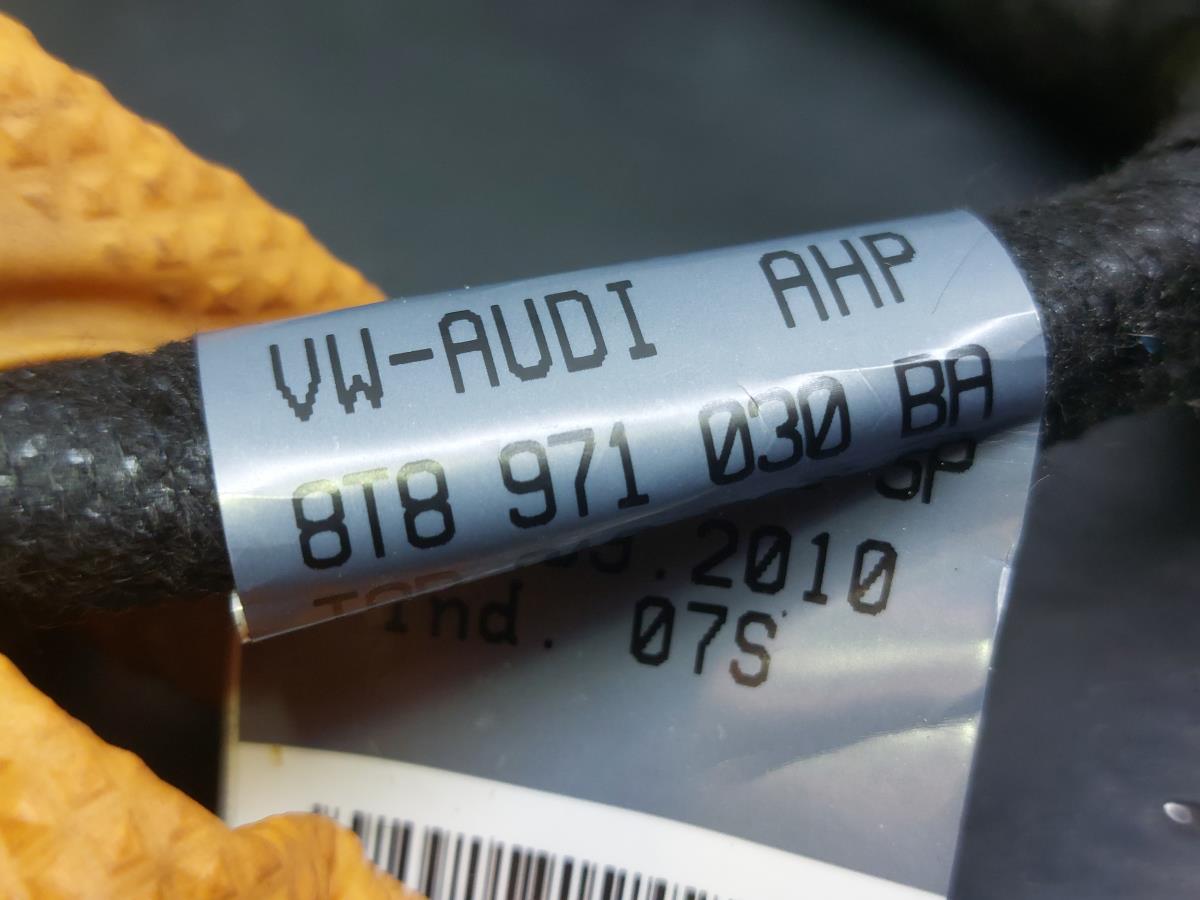 VW-AUDI AHP
8T8 971 030 BA
.2010
Ind. 07S